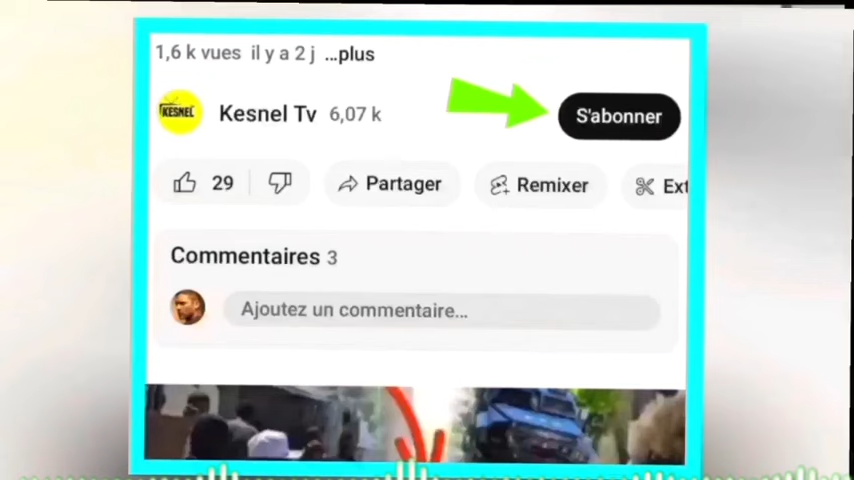 1,6 k vues il y a 2 j ...plus
KESNEL
Kesnel Tv 6,07 k
S'abonner
29
Partager
Remixer
Ext
Commentaires 3
Ajoutez un commentaire...